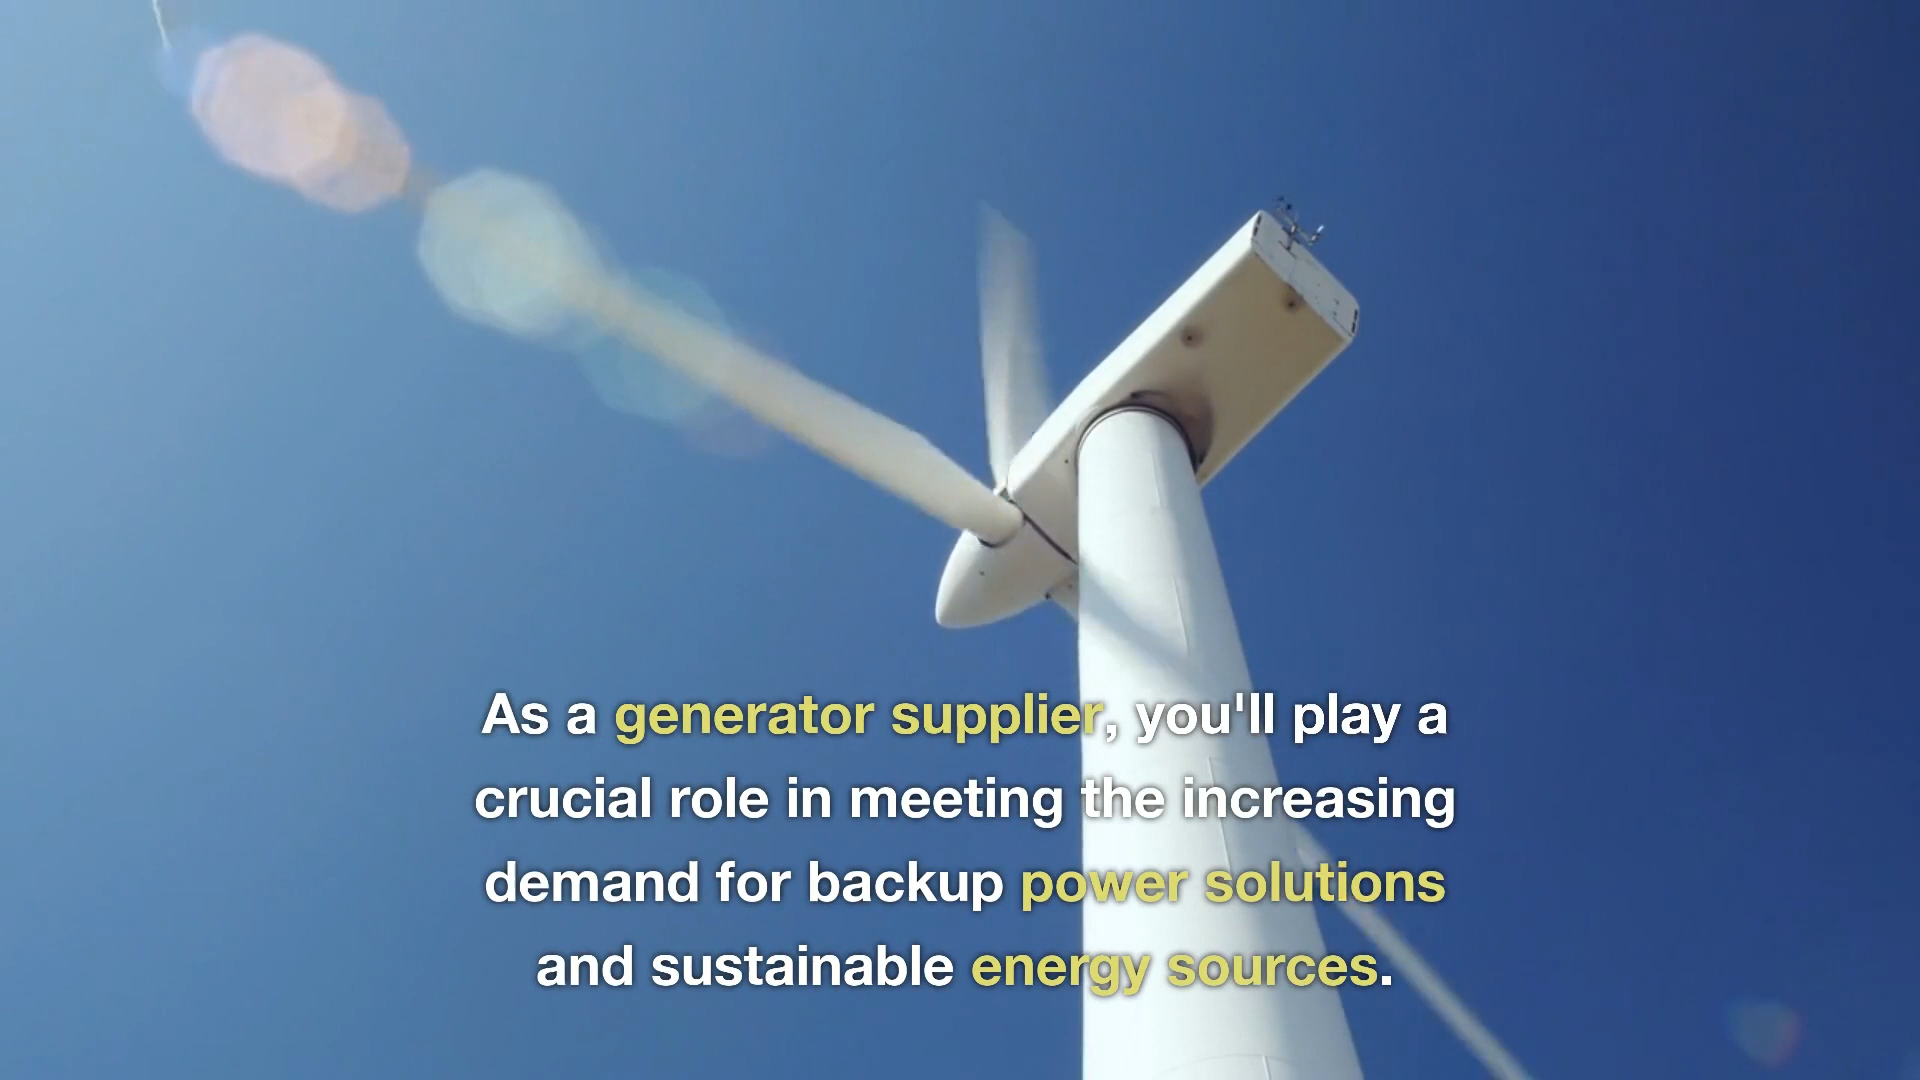 As a generator supplier, you'll play a
crucial role in meeting the increasing
demand for backup power solutions
and sustainable energy sources.